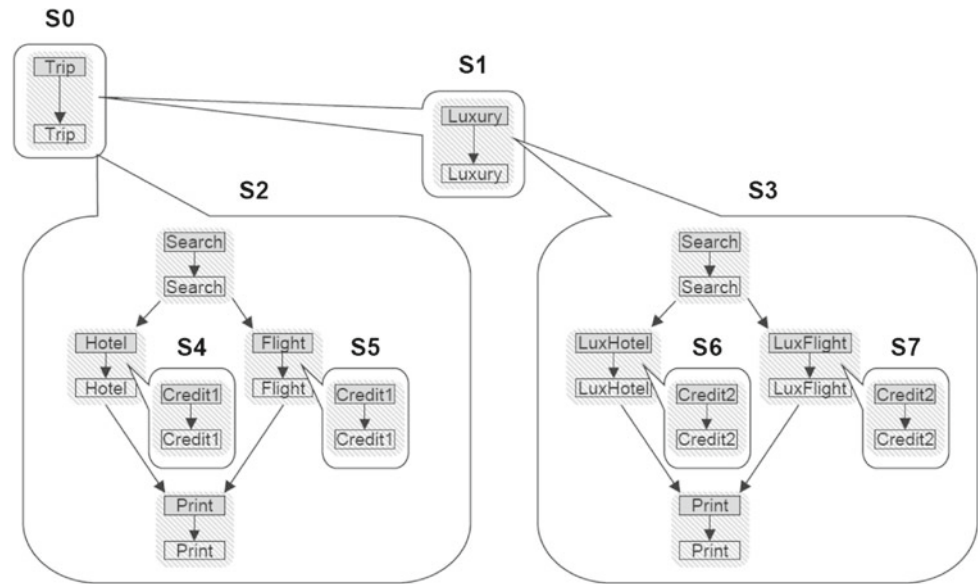 S0
Trip
Trip
S1
Luxury
Luxury
S2
Search
Search
Hotel
Hotel
S4
Credit1
Credit1
Flight
Flight
S5
Credit1
Credit1
Print
Print
S3
Search
Search
LuxHotel
LuxHotel
S6
Credit2
Credit2
LuxFlight
LuxFlight
S7
Credit2
Credit2
Print
Print